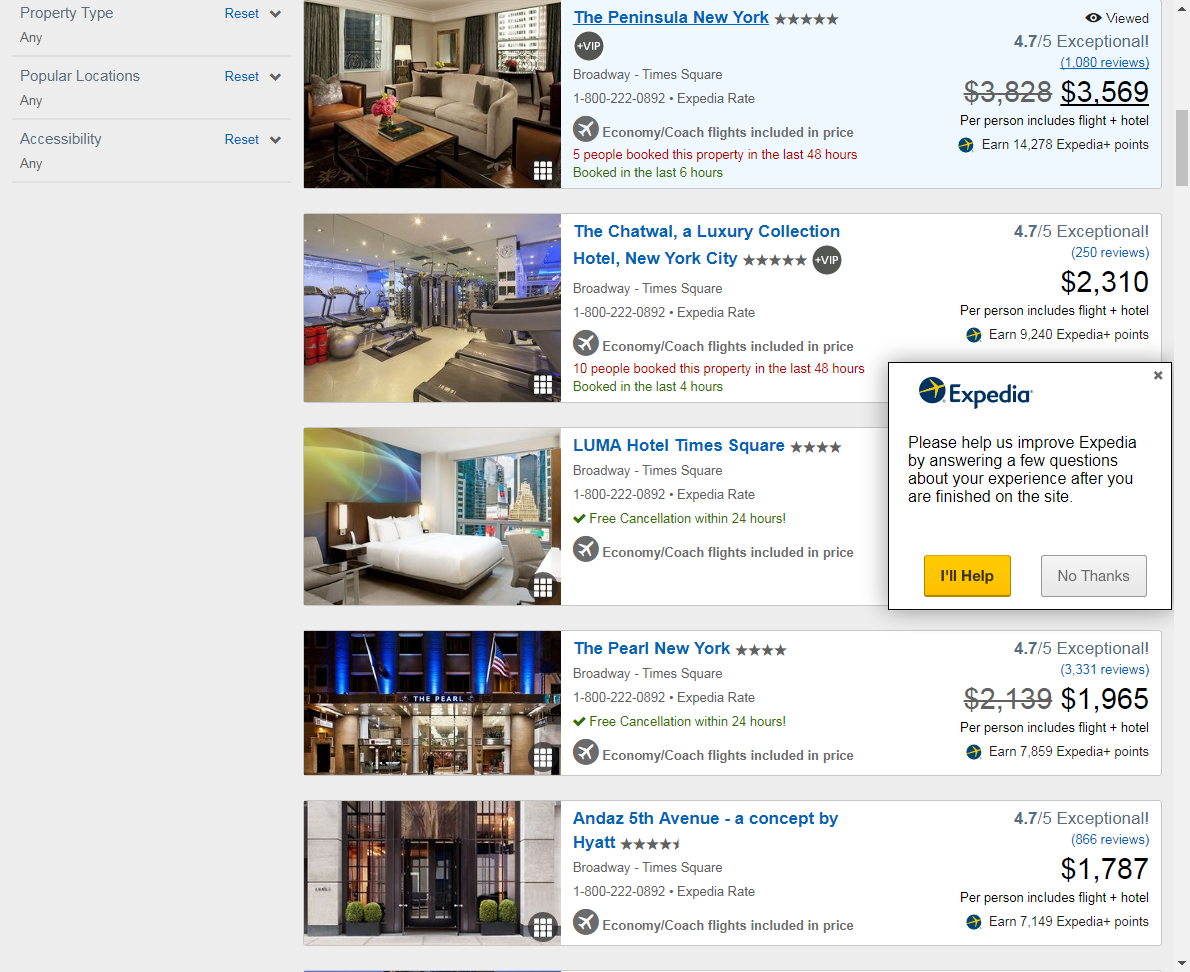 Property Type Reset
Any
Popular Locations Reset
Any
Accessibility Reset
Any
The Peninsula New York
+VIP
Broadway - Times Square
1-800-222-0892 • Expedia Rate
Economy/Coach flights included in price
5 people booked this property in the last 48 hours
Booked in the last 6 hours
Viewed
4.7/5 Exceptional!
(1,080 reviews)
$3,828 $3,569
Per person includes flight + hotel
Earn 14,278 Expedia+ points
The Chatwal, a Luxury Collection
Hotel, New York City +VIP
Broadway - Times Square
1-800-222-0892 • Expedia Rate
Economy/Coach flights included in price
10 people booked this property in the last 48 hours
Booked in the last 4 hours
4.7/5 Exceptional!
(250 reviews)
$2,310
Per person includes flight + hotel
Earn 9,240 Expedia+ points
LUMA Hotel Times Square
Broadway - Times Square
1-800-222-0892 • Expedia Rate
Free Cancellation within 24 hours!
Economy/Coach flights included in price
Expedia
Please help us improve Expedia
by answering a few questions
about your experience after you
are finished on the site.
I'll Help No Thanks
THE PEARL
The Pearl New York
Broadway - Times Square
1-800-222-0892 • Expedia Rate
Free Cancellation within 24 hours!
Economy/Coach flights included in price
4.7/5 Exceptional!
(3,331 reviews)
$2,139 $1,965
Per person includes flight + hotel
Earn 7,859 Expedia+ points
Andaz 5th Avenue - a concept by
Hyatt
Broadway - Times Square
1-800-222-0892 • Expedia Rate
Economy/Coach flights included in price
4.7/5 Exceptional!
(866 reviews)
$1,787
Per person includes flight + hotel
Earn 7,149 Expedia+ points